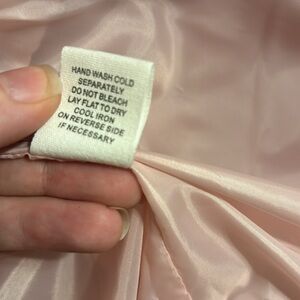 HAND WASH COLD
SEPARATELY
DO NOT BLEACH
LAY FLAT TO DRY
COOL IRON
ON REVERSE SIDE
IF NECESSARY